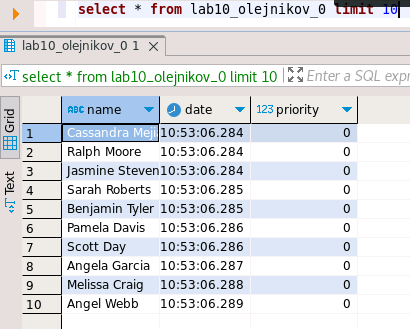 select * from lab10_olejnikov_0 limit 10
lab10_olejnikov_0 1
select * from lab10_olejnikov_0 limit 10 Enter a SQL expr
Grid
Text
ABC name date 123 priority
1 Cassandra Meji 10:53:06.284 0
2 Ralph Moore 10:53:06.284 0
3 Jasmine Steven 10:53:06.284 0
4 Sarah Roberts 10:53:06.285 0
5 Benjamin Tyler 10:53:06.285 0
6 Pamela Davis 10:53:06.286 0
7 Scott Day 10:53:06.286 0
8 Angela Garcia 10:53:06.287 0
9 Melissa Craig 10:53:06.288 0
10 Angel Webb 10:53:06.289 0